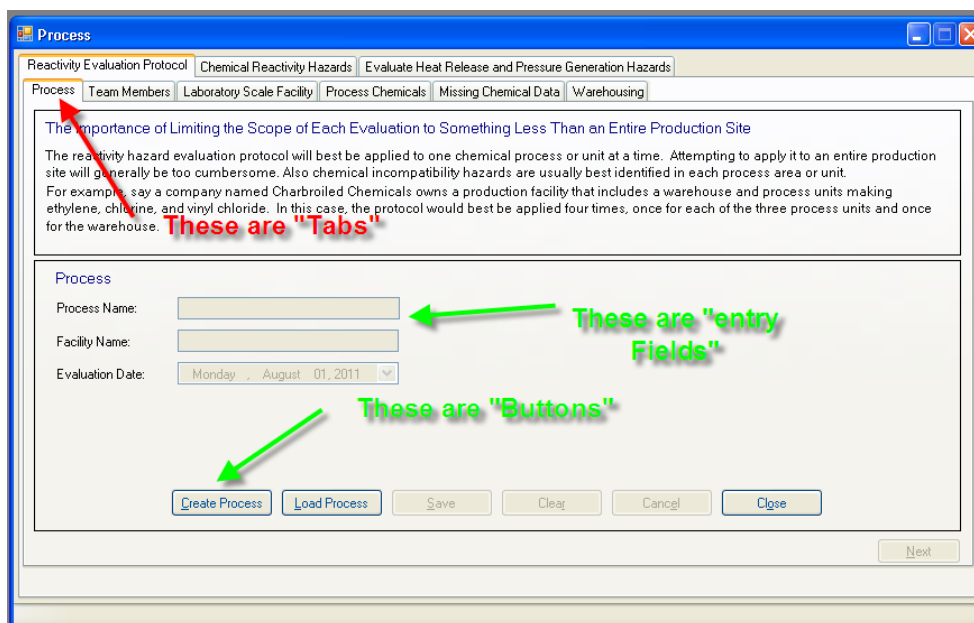 Process
Reactivity Evaluation Protocol Chemical Reactivity Hazards Evaluate Heat Release and Pressure Generation Hazards
Process Team Members Laboratory Scale Facility Process Chemicals Missing Chemical Data Warehousing
The Importance of Limiting the Scope of Each Evaluation to Something Less Than an Entire Production Site
The reactivity hazard evaluation protocol will best be applied to one chemical process or unit at a time. Attempting to apply it to an entire production
site will generally be too cumbersome. Also chemical incompatibility hazards are usually best identified in each process area or unit.
For example, say a company named Charbroiled Chemicals owns a production facility that includes a warehouse and process units making
ethylene, chlorine, and vinyl chloride. In this case, the protocol would best be applied four times, once for each of the three process units and once
for the warehouse.
These are "Tabs"
Process
Process Name:
These are "entry
Fields"
Facility Name:
Evaluation Date: Monday , August 01, 2011
These are "Buttons"
Create Process Load Process Save Clear Cancel Close
Next